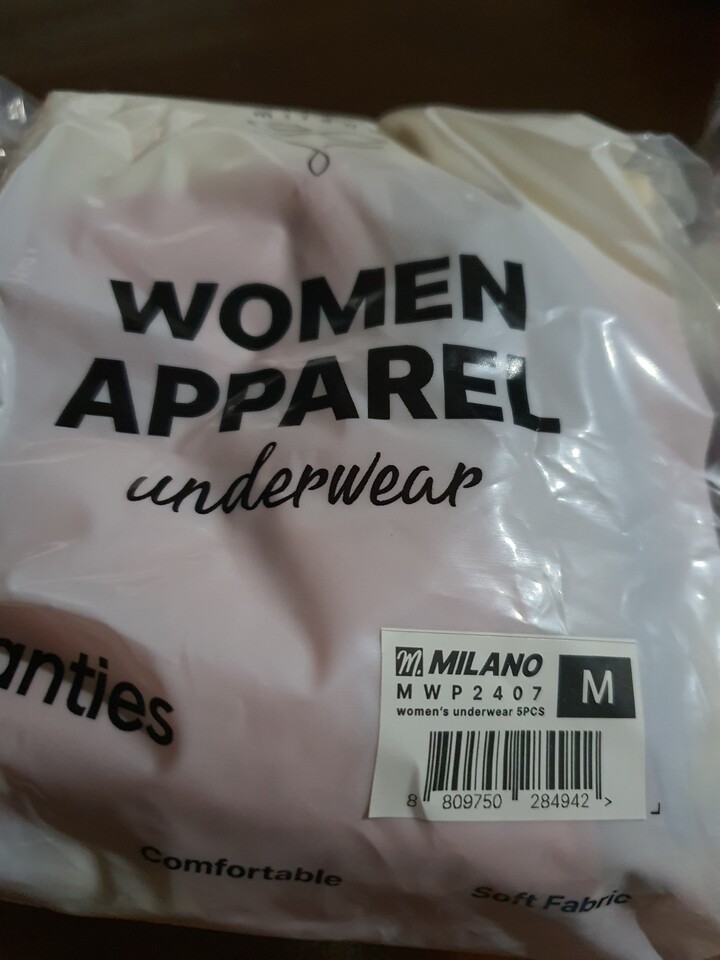 WOMEN
APPAREL
underwear
anties
MILANO
M
MWP2407
women's underwear 5PCS
8 809750 284942 >
Comfortable
Soft Fabric